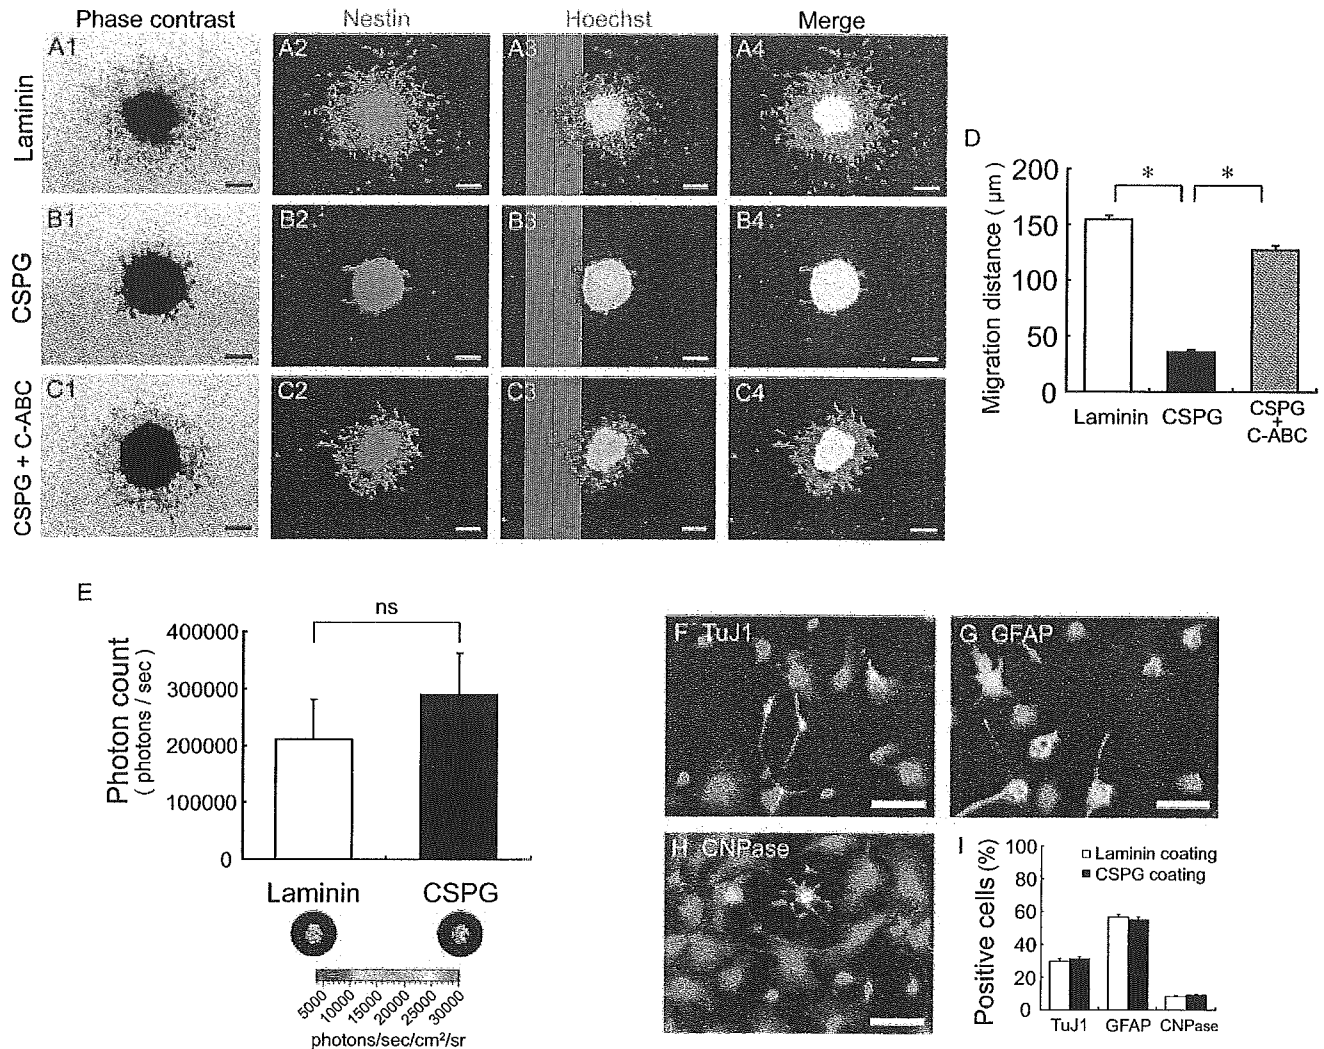 Phase contrast
Nestin
Hoechst
Merge
Laminin
A1
A2
A3
A4
CSPG
B1
B2
B3
B4
CSPG + C-ABC
C1
C2
C3
C4
D
Migration distance ( μm )
200
150
100
50
0
*
*
Laminin
CSPG
CSPG
+
C-ABC
E
ns
Photon count
( photons / sec )
400000
300000
200000
100000
0
Laminin
CSPG
5000
10000
15000
20000
25000
30000
photons/sec/cm²/sr
F TuJ1
G GFAP
H CNPase
I
Positive cells (%)
100
80
60
40
20
0
Laminin coating
CSPG coating
TuJ1
GFAP
CNPase